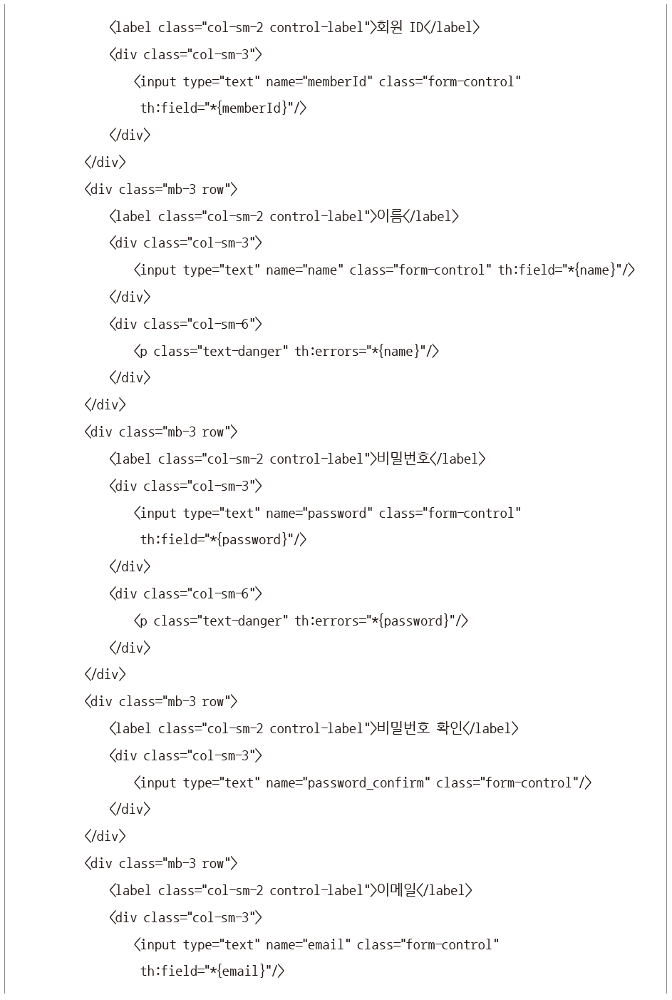 <label class="col-sm-2 control-label">회원 ID</label>
<div class="col-sm-3">
<input type="text" name="memberId" class="form-control"
th:field="*{memberId}"/>
</div>
</div>
<div class="mb-3 row">
<label class="col-sm-2 control-label">이름</label>
<div class="col-sm-3">
<input type="text" name="name" class="form-control" th:field="*{name}"/>
</div>
<div class="col-sm-6">
<p class="text-danger" th:errors="*{name}"/>
</div>
</div>
<div class="mb-3 row">
<label class="col-sm-2 control-label">비밀번호</label>
<div class="col-sm-3">
<input type="text" name="password" class="form-control"
th:field="*{password}"/>
</div>
<div class="col-sm-6">
<p class="text-danger" th:errors="*{password}"/>
</div>
</div>
<div class="mb-3 row">
<label class="col-sm-2 control-label">비밀번호 확인</label>
<div class="col-sm-3">
<input type="text" name="password_confirm" class="form-control"/>
</div>
</div>
<div class="mb-3 row">
<label class="col-sm-2 control-label">이메일</label>
<div class="col-sm-3">
<input type="text" name="email" class="form-control"
th:field="*{email}"/>